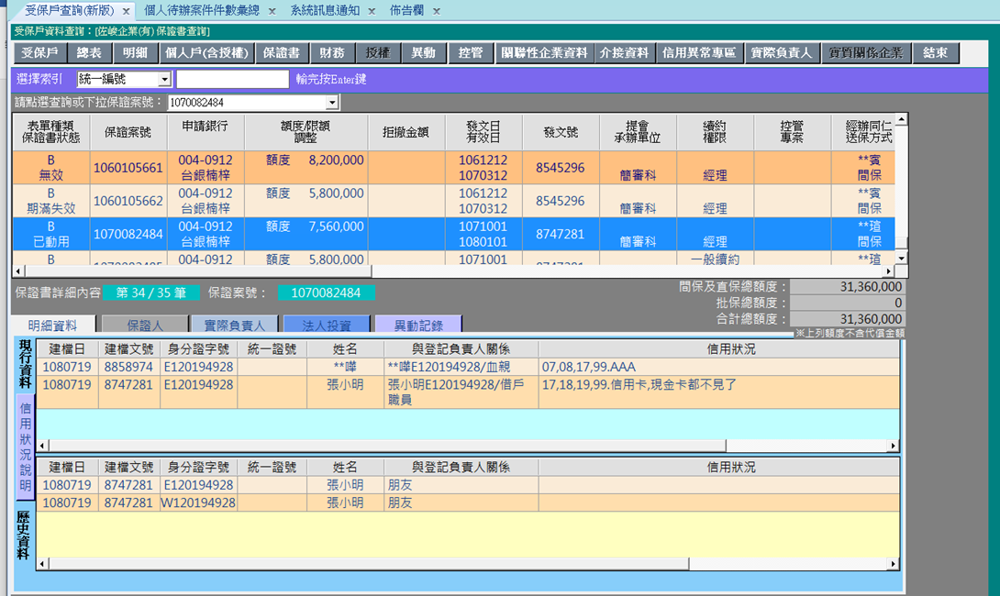 受保戶查詢(新版) x 個人待辦案件件數彙總 x 系統訊息通知 x 佈告欄 x
受保戶資料查詢：[佐峻企業(有) 保證書查詢]
受保戶 總表 明細 個人戶(含授權) 保證書 財務 授權 異動 控管 關聯性企業資料 介接資料 信用異常專區 實際負責人 實質關係企業 結束
選擇索引 統一編號 輸完按Enter鍵
請點選查詢或下拉保證案號： 1070082484
表單種類 保證案號 申請銀行 額度/限額 拒撤金額 發文日 發文號 提會 續約 控管 經辦同仁
保證書狀態 調整 有效日 承辦單位 權限 專案 送保方式
B 1060105661 004-0912 額度 8,200,000 1061212 8545296 **賓
無效 台銀楠梓 1070312 簡審科 經理 間保
B 1060105662 004-0912 額度 5,800,000 1061212 8545296 **賓
期滿失效 台銀楠梓 1070312 簡審科 經理 間保
B 1070082484 004-0912 額度 7,560,000 1071001 8747281 **瑄
已動用 台銀楠梓 1080101 簡審科 經理 間保
B 1070082485 004-0912 額度 5,800,000 1071001 8747281 一般續約 **瑄
保證書詳細內容 第 34 / 35 筆 保證案號： 1070082484
間保及直保總額度： 31,360,000
批保總額度： 0
合計總額度： 31,360,000
※上列額度不含代償金額
明細資料 保證人 實際負責人 法人投資 異動記錄
現行資料
信用狀況說明
歷史資料
建檔日 建檔文號 身分證字號 統一證號 姓名 與登記負責人關係 信用狀況
1080719 8858974 E120194928 **嘩 **嘩E120194928/血親 07,08,17,99.AAA
1080719 8747281 E120194928 張小明 張小明E120194928/借戶 17,18,19,99.信用卡,現金卡都不見了
職員
建檔日 建檔文號 身分證字號 統一證號 姓名 與登記負責人關係 信用狀況
1080719 8747281 E120194928 張小明 朋友
1080719 8747281 W120194928 張小明 朋友